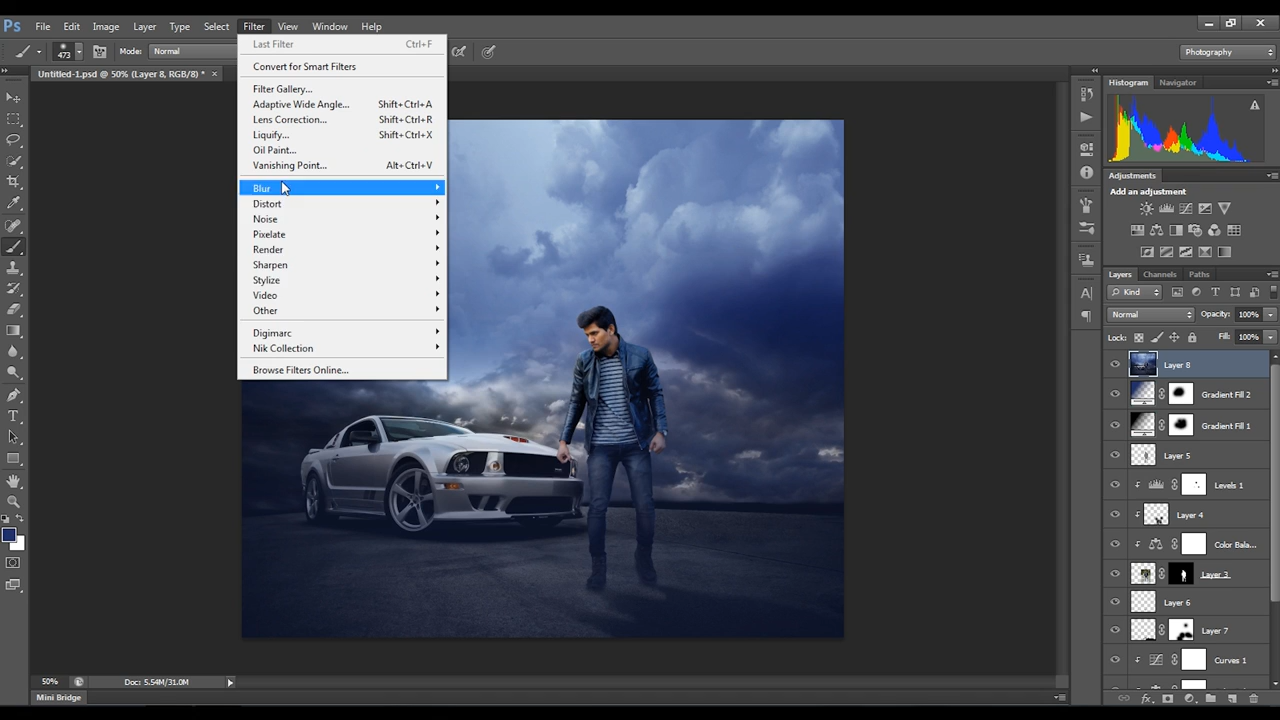 Ps File Edit Image Layer Type Select Filter View Window Help
473 Mode: Normal Photography
Untitled-1.psd @ 50% (Layer 8, RGB/8) * ×
Last Filter Ctrl+F
Convert for Smart Filters
Filter Gallery...
Adaptive Wide Angle... Shift+Ctrl+A
Lens Correction... Shift+Ctrl+R
Liquify... Shift+Ctrl+X
Oil Paint...
Vanishing Point... Alt+Ctrl+V
Blur
Distort
Noise
Pixelate
Render
Sharpen
Stylize
Video
Other
Digimarc
Nik Collection
Browse Filters Online...
Histogram Navigator
Adjustments
Add an adjustment
Layers Channels Paths
Kind
Normal Opacity: 100%
Lock: Fill: 100%
Layer 8
Gradient Fill 2
Gradient Fill 1
Layer 5
Levels 1
Layer 4
Color Bala...
Layer 3
Layer 6
Layer 7
Curves 1
50% Doc: 5.54M/31.0M
Mini Bridge